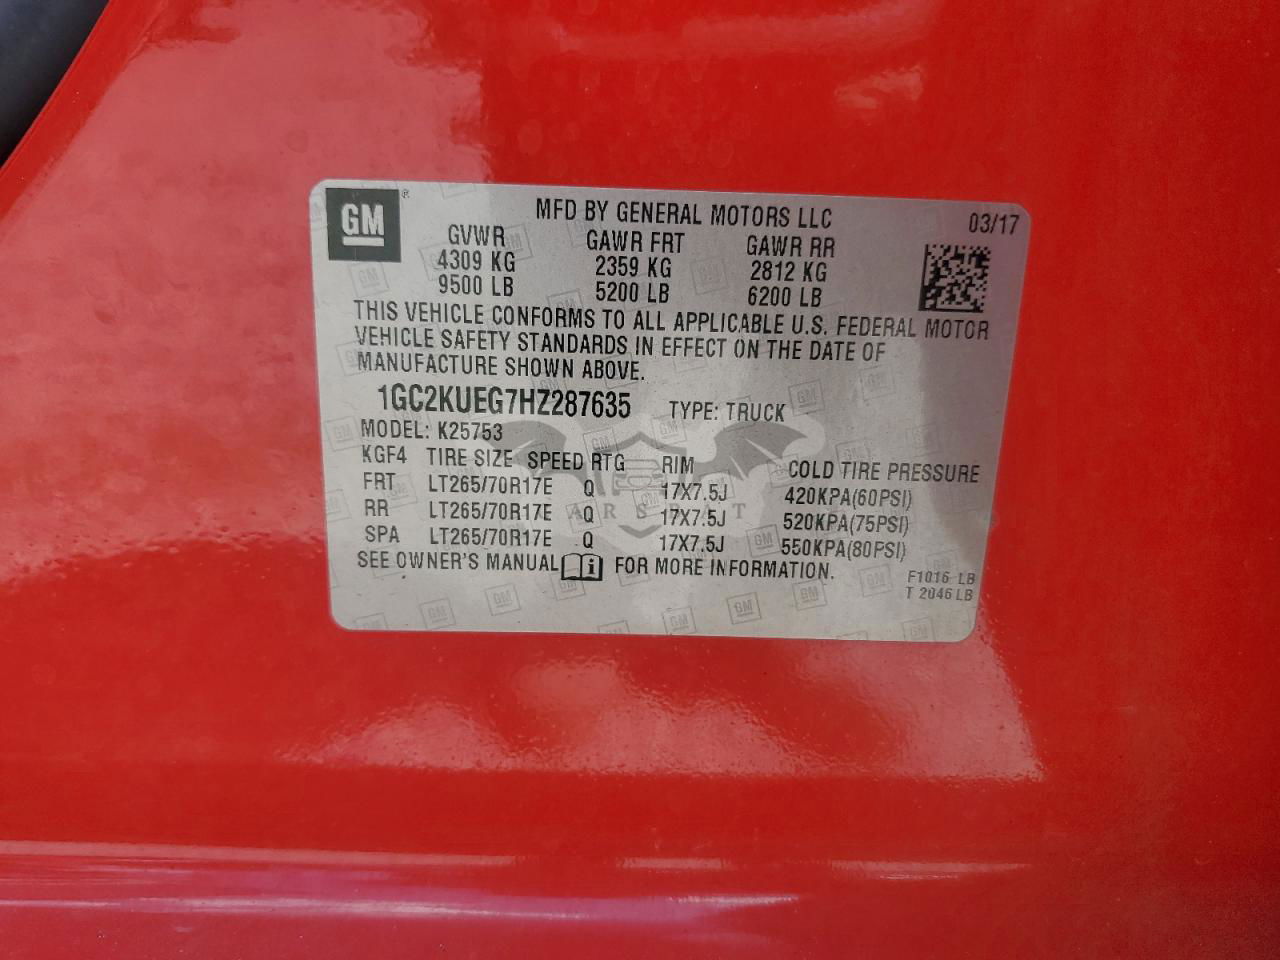 GM®
MFD BY GENERAL MOTORS LLC 03/17
GVWR GAWR FRT GAWR RR
4309 KG 2359 KG 2812 KG
9500 LB 5200 LB 6200 LB
THIS VEHICLE CONFORMS TO ALL APPLICABLE U.S. FEDERAL MOTOR
VEHICLE SAFETY STANDARDS IN EFFECT ON THE DATE OF
MANUFACTURE SHOWN ABOVE.
1GC2KUEG7HZ287635 TYPE: TRUCK
MODEL: K25753
KGF4 TIRE SIZE SPEED RTG RIM COLD TIRE PRESSURE
FRT LT265/70R17E Q 17X7.5J 420KPA(60PSI)
RR LT265/70R17E Q 17X7.5J 520KPA(75PSI)
SPA LT265/70R17E Q 17X7.5J 550KPA(80PSI)
SEE OWNER'S MANUAL i FOR MORE INFORMATION.
F1016 LB
T 2046 LB